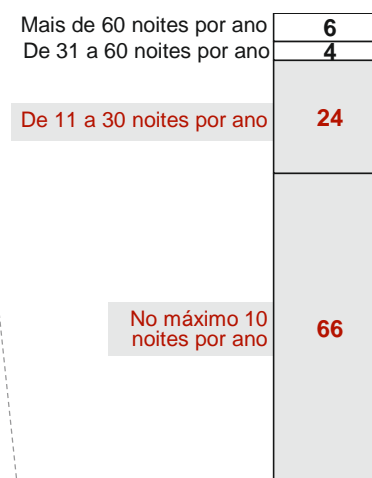 Mais de 60 noites por ano 6
De 31 a 60 noites por ano 4
De 11 a 30 noites por ano 24
No máximo 10
noites por ano 66